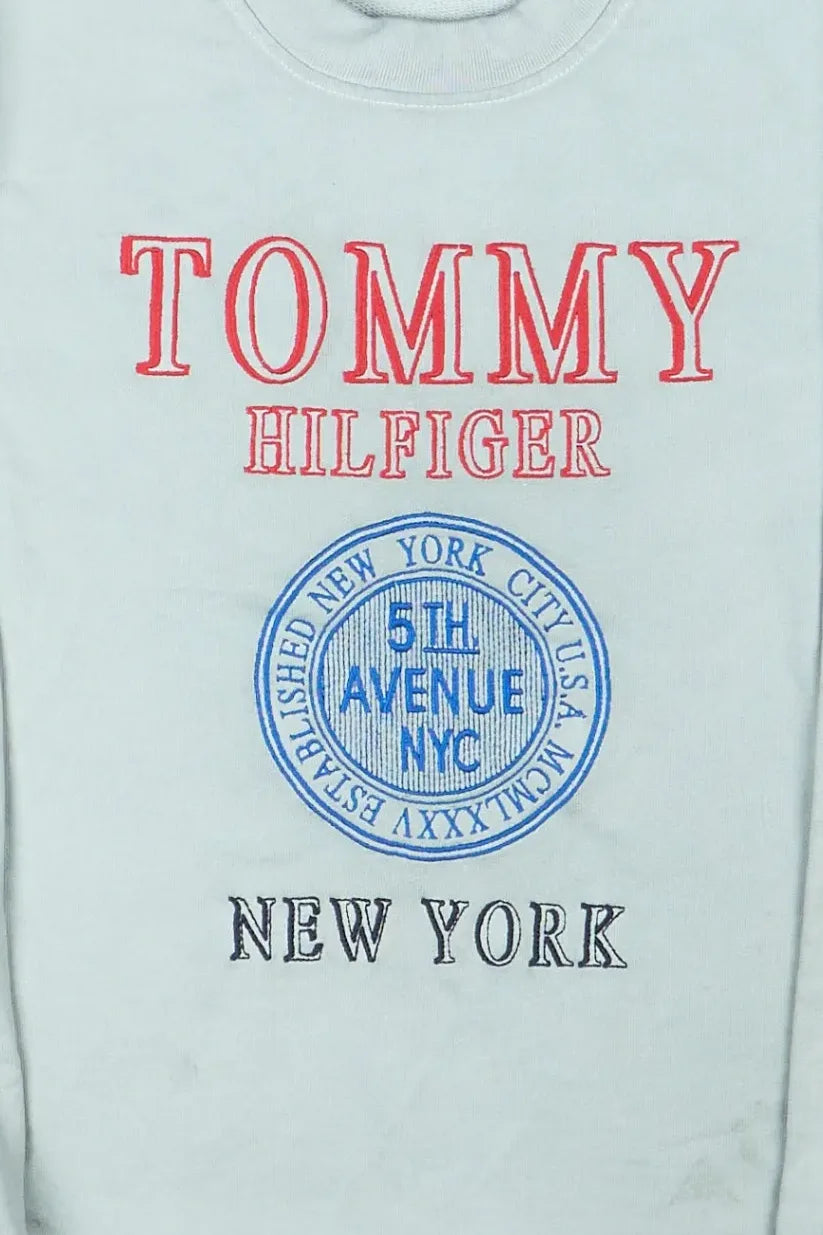 TOMMY
HILFIGER
ESTABLISHED NEW YORK CITY U.S.A. MCMLXXXV
5TH.
AVENUE
NYC
NEW YORK